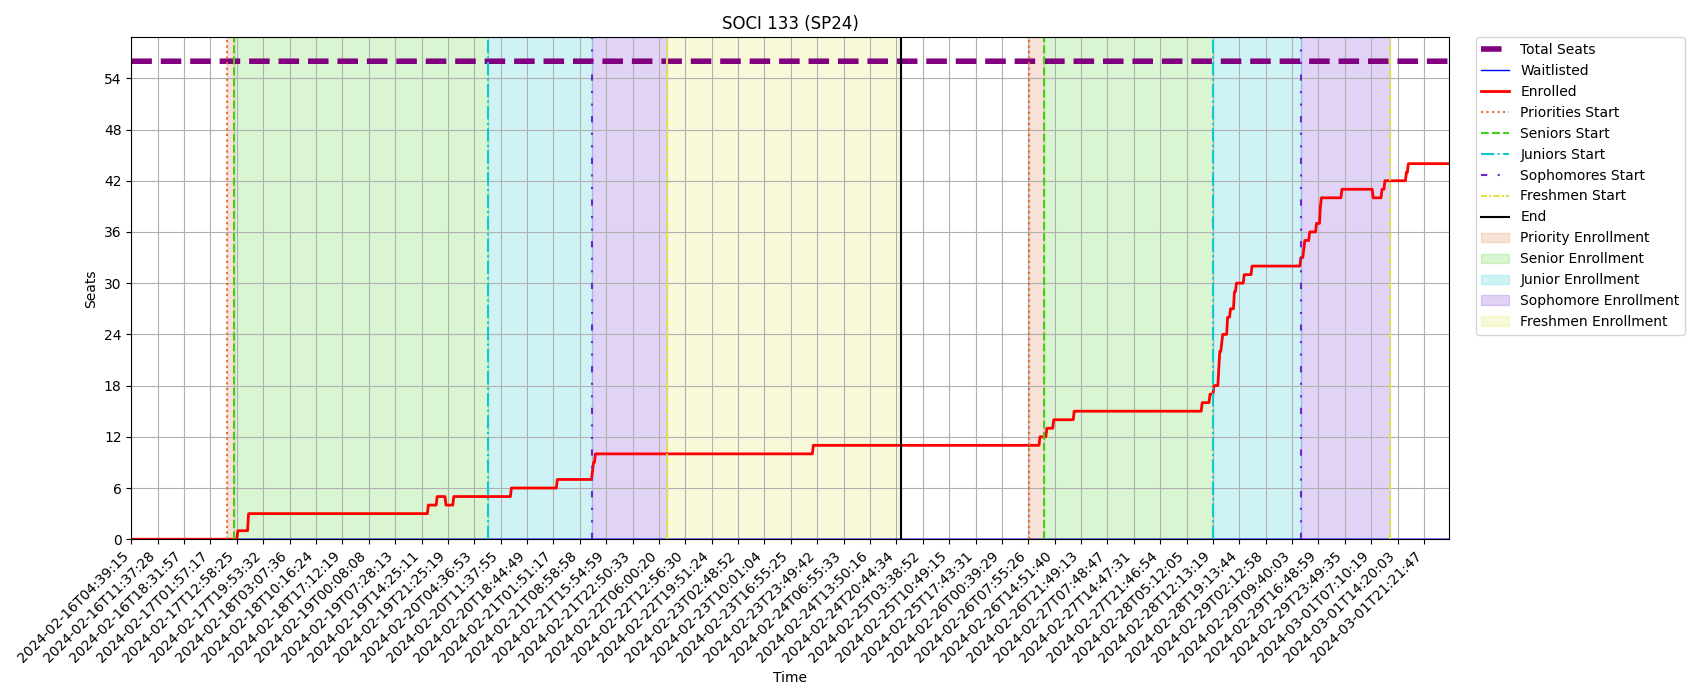 SOCI 133 (SP24)
Seats
54
48
42
36
30
24
18
12
6
0
2024-02-16T04:39:15
2024-02-16T11:37:28
2024-02-16T18:31:57
2024-02-17T01:57:17
2024-02-17T12:58:25
2024-02-17T19:53:32
2024-02-18T03:07:36
2024-02-18T10:16:24
2024-02-18T17:12:19
2024-02-19T00:08:08
2024-02-19T07:28:13
2024-02-19T14:25:11
2024-02-19T21:25:19
2024-02-20T04:36:53
2024-02-20T11:37:55
2024-02-20T18:44:49
2024-02-21T01:51:17
2024-02-21T08:58:58
2024-02-21T15:54:59
2024-02-21T22:50:33
2024-02-22T06:00:20
2024-02-22T12:56:30
2024-02-22T19:51:24
2024-02-23T02:48:52
2024-02-23T10:01:04
2024-02-23T16:55:25
2024-02-23T23:49:42
2024-02-24T06:55:33
2024-02-24T13:50:16
2024-02-24T20:44:34
2024-02-25T03:38:52
2024-02-25T10:49:15
2024-02-25T17:43:31
2024-02-26T00:39:29
2024-02-26T07:55:26
2024-02-26T14:51:40
2024-02-26T21:49:13
2024-02-27T07:48:47
2024-02-27T14:47:31
2024-02-27T21:46:54
2024-02-28T05:12:05
2024-02-28T12:13:19
2024-02-28T19:13:44
2024-02-29T02:12:58
2024-02-29T09:40:03
2024-02-29T16:48:59
2024-02-29T23:49:35
2024-03-01T07:10:19
2024-03-01T14:20:03
2024-03-01T21:21:47
Time
Total Seats
Waitlisted
Enrolled
Priorities Start
Seniors Start
Juniors Start
Sophomores Start
Freshmen Start
End
Priority Enrollment
Senior Enrollment
Junior Enrollment
Sophomore Enrollment
Freshmen Enrollment